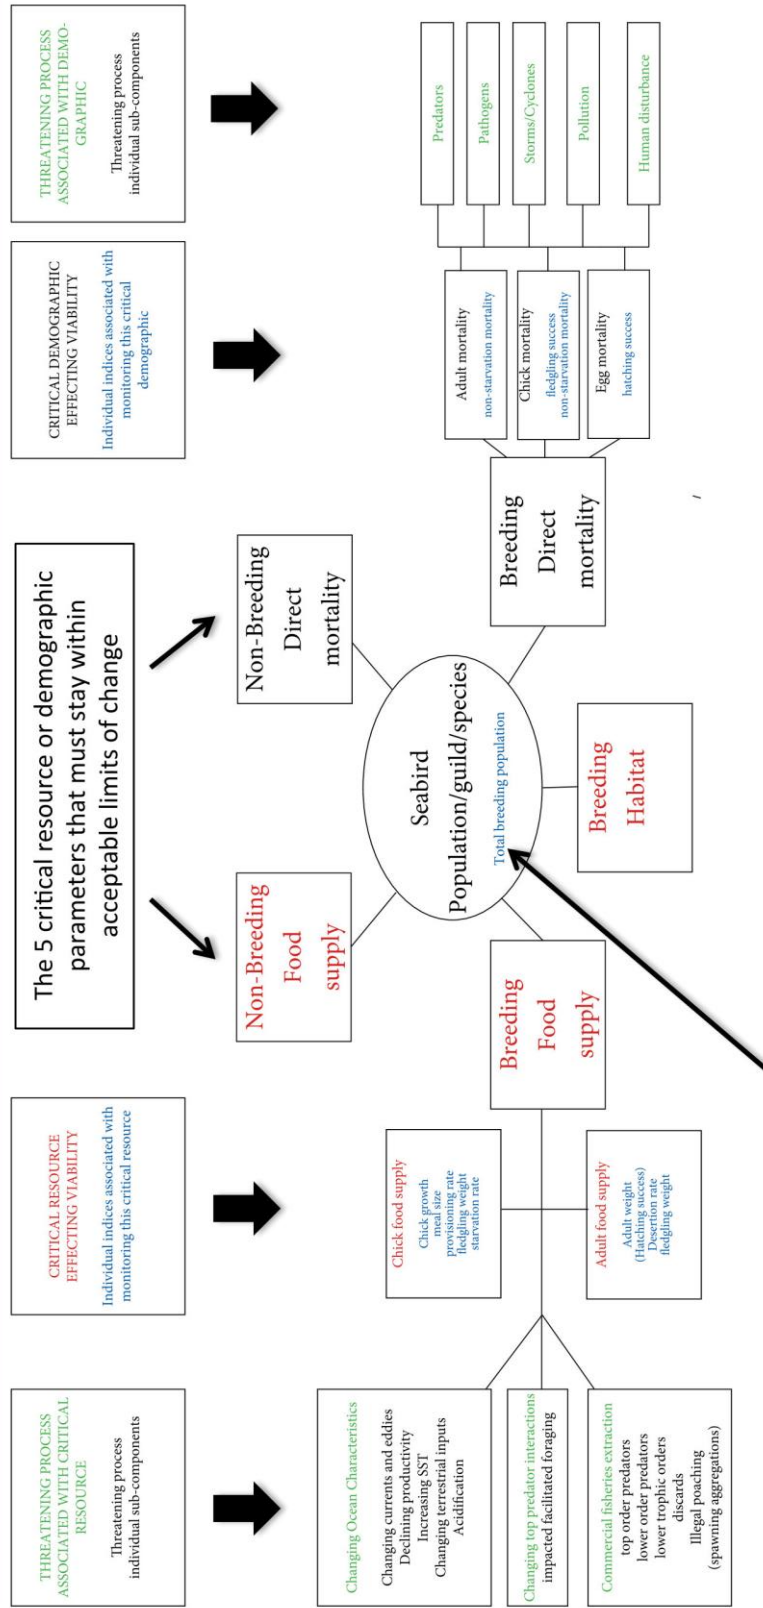 THREATENING PROCESS
ASSOCIATED WITH CRITICAL
RESOURCE
Threatening process
individual sub-components
CRITICAL RESOURCE
EFFECTING VIABILITY
Individual indices associated with
monitoring this critical resource
The 5 critical resource or demographic
parameters that must stay within
acceptable limits of change
CRITICAL DEMOGRAPHIC
EFFECTING VIABILITY
Individual indices associated with
monitoring this critical
demographic
THREATENING PROCESS
ASSOCIATED WITH DEMO-
GRAPHIC
Threatening process
individual sub-components
Changing Ocean Characteristics
Changing currents and eddies
Declining productivity
Increasing SST
Changing terrestrial inputs
Acidification
Changing top predator interactions
impacted facilitated foraging
Commercial fisheries extraction
top order predators
lower order predators
lower trophic orders
discards
Illegal poaching
(spawning aggregations)
Chick food supply
Chick growth
meal size
provisioning rate
fledgling weight
starvation rate
Adult food supply
Adult weight
(Hatching success)
Desertion rate
fledgling weight
Non-Breeding
Food
supply
Breeding
Food
supply
Seabird
Population/guild/species
Total breeding population
Breeding
Habitat
Non-Breeding
Direct
mortality
Breeding
Direct
mortality
Adult mortality
non-starvation mortality
Chick mortality
fledgling success
non-starvation mortality
Egg mortality
hatching success
Predators
Pathogens
Storms/Cyclones
Pollution
Human disturbance